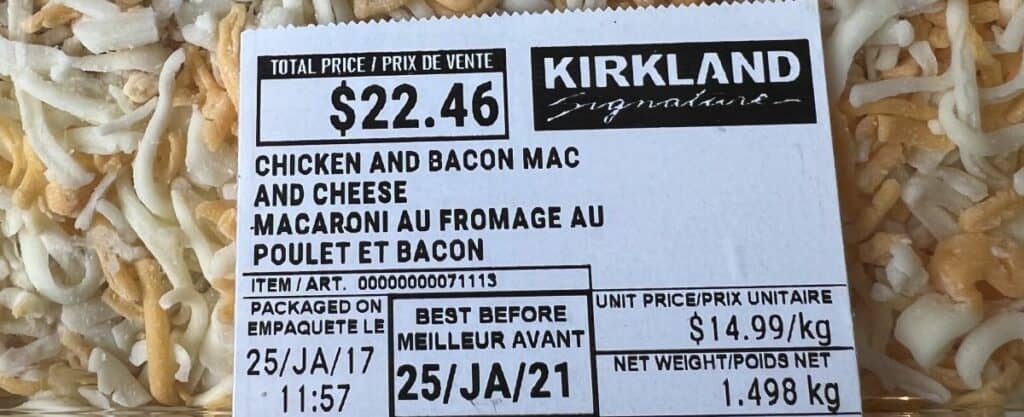 TOTAL PRICE / PRIX DE VENTE
$22.46
KIRKLAND
Signature
CHICKEN AND BACON MAC
AND CHEESE
MACARONI AU FROMAGE AU
POULET ET BACON
ITEM / ART. 00000000071113
PACKAGED ON
EMPAQUETE LE
25/JA/17
11:57
BEST BEFORE
MEILLEUR AVANT
25/JA/21
UNIT PRICE/PRIX UNITAIRE
$14.99/kg
NET WEIGHT/POIDS NET
1.498 kg